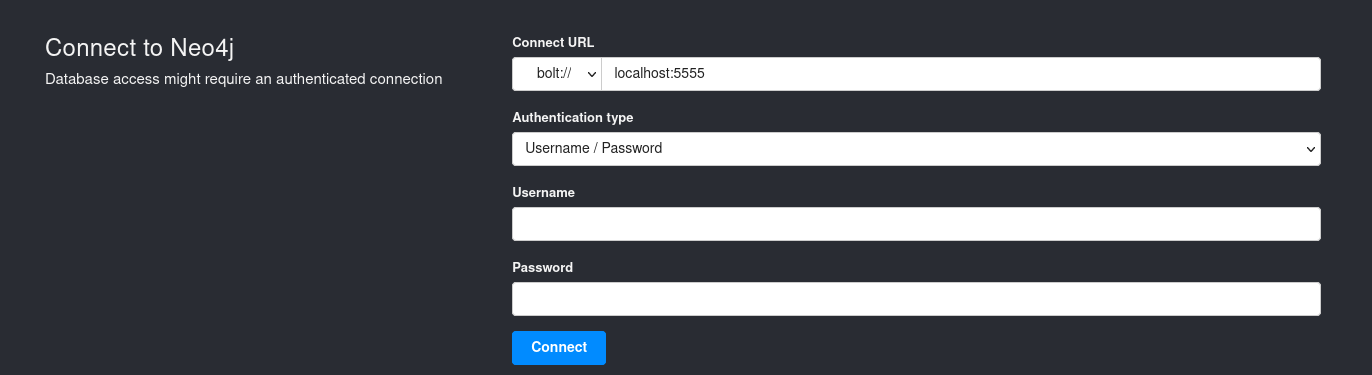 Connect to Neo4j
Database access might require an authenticated connection
Connect URL
bolt:// localhost:5555
Authentication type
Username / Password
Username
Password
Connect